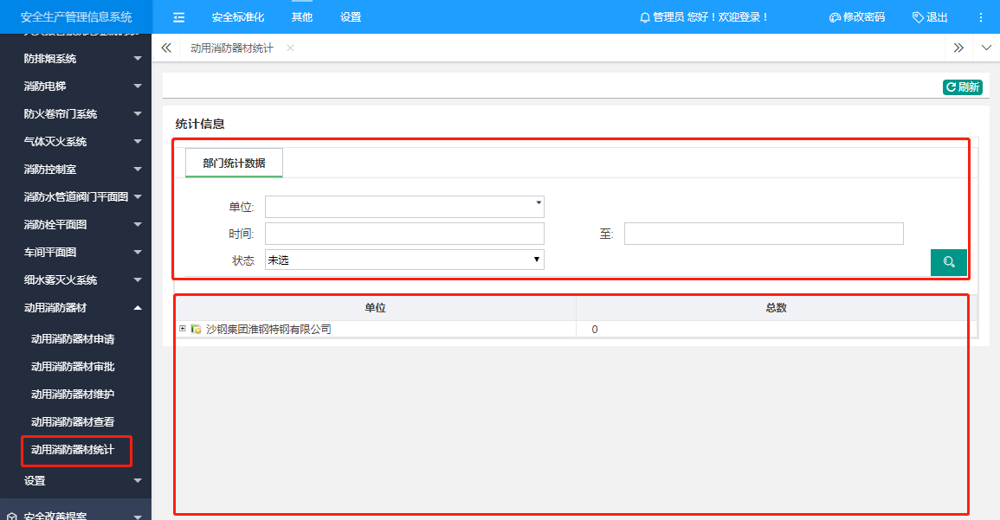 安全生产管理信息系统
安全标准化 其他 设置
管理员 您好！欢迎登录！
修改密码 退出
动用消防器材统计
防排烟系统
消防电梯
防火卷帘门系统
气体灭火系统
消防控制室
消防水管道阀门平面图
消防栓平面图
车间平面图
细水雾灭火系统
动用消防器材
动用消防器材申请
动用消防器材审批
动用消防器材维护
动用消防器材查看
动用消防器材统计
设置
安全改善提案
刷新
统计信息
部门统计数据
单位:
时间: 至:
状态 未选
单位 总数
沙钢集团淮钢特钢有限公司 0